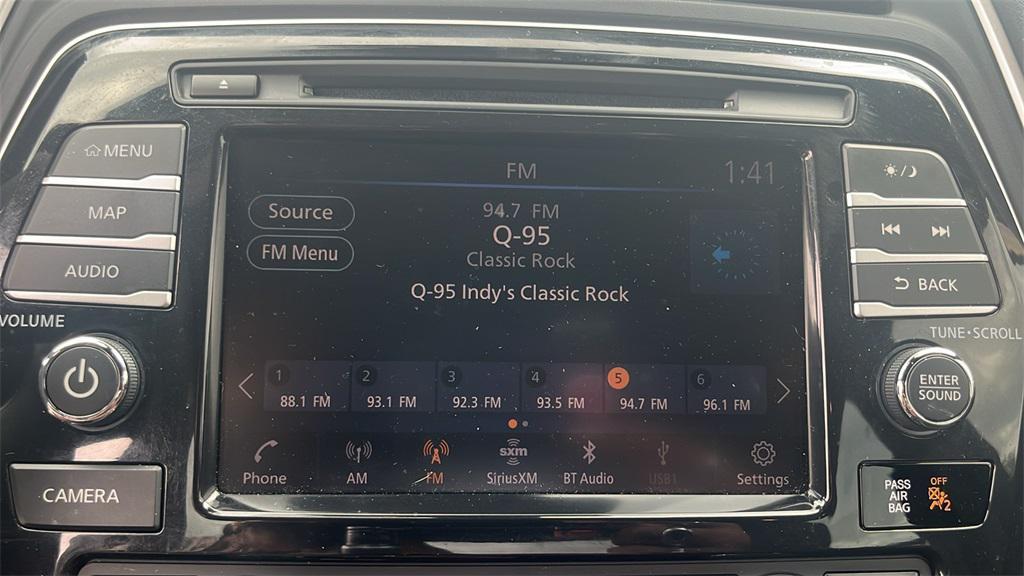 MENU
MAP
AUDIO
VOLUME
CAMERA
FM
1:41
Source
FM Menu
94.7 FM
Q-95
Classic Rock
Q-95 Indy's Classic Rock
1 2 3 4 5 6
88.1 FM 93.1 FM 92.3 FM 93.5 FM 94.7 FM 96.1 FM
sxm
Phone AM FM SiriusXM BT Audio USB1 Settings
BACK
TUNE•SCROLL
ENTER
SOUND
PASS
AIR
BAG
OFF
2